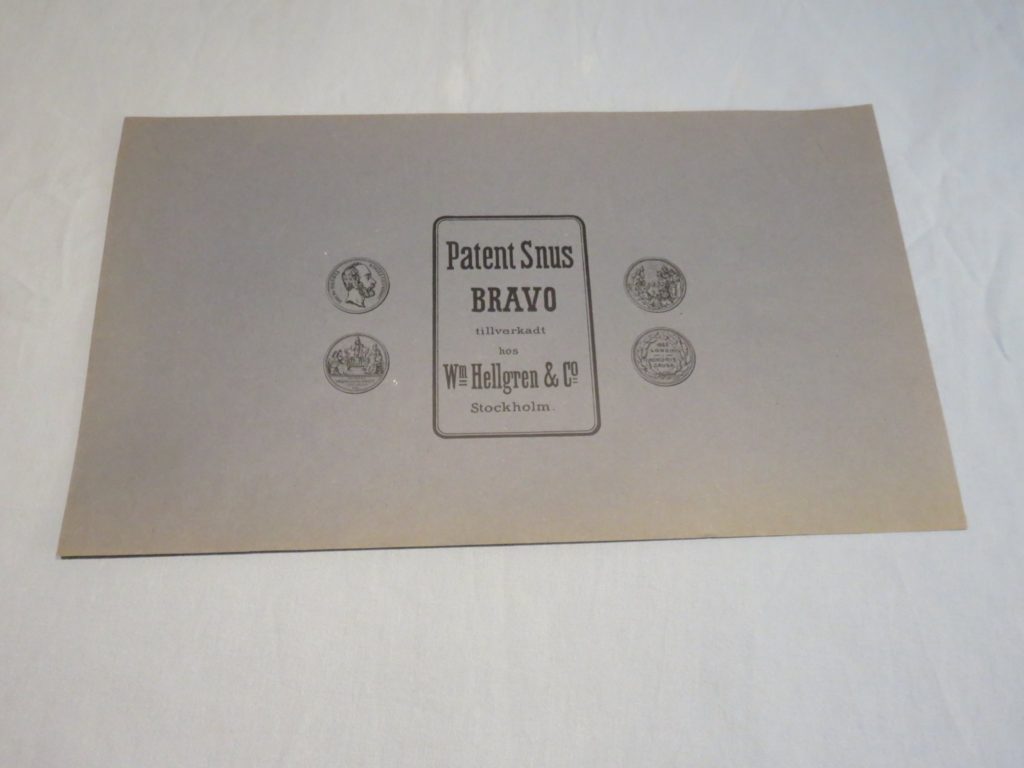 Patent Snus
BRAVO
tillverkadt
hos
Wm Hellgren & Co
Stockholm.